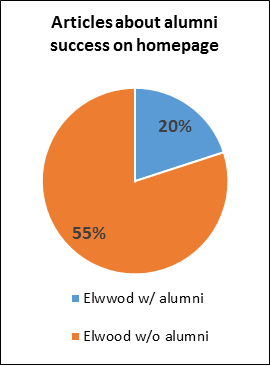 Articles about alumni
success on homepage
20%
55%
Elwwod w/ alumni
Elwood w/o alumni